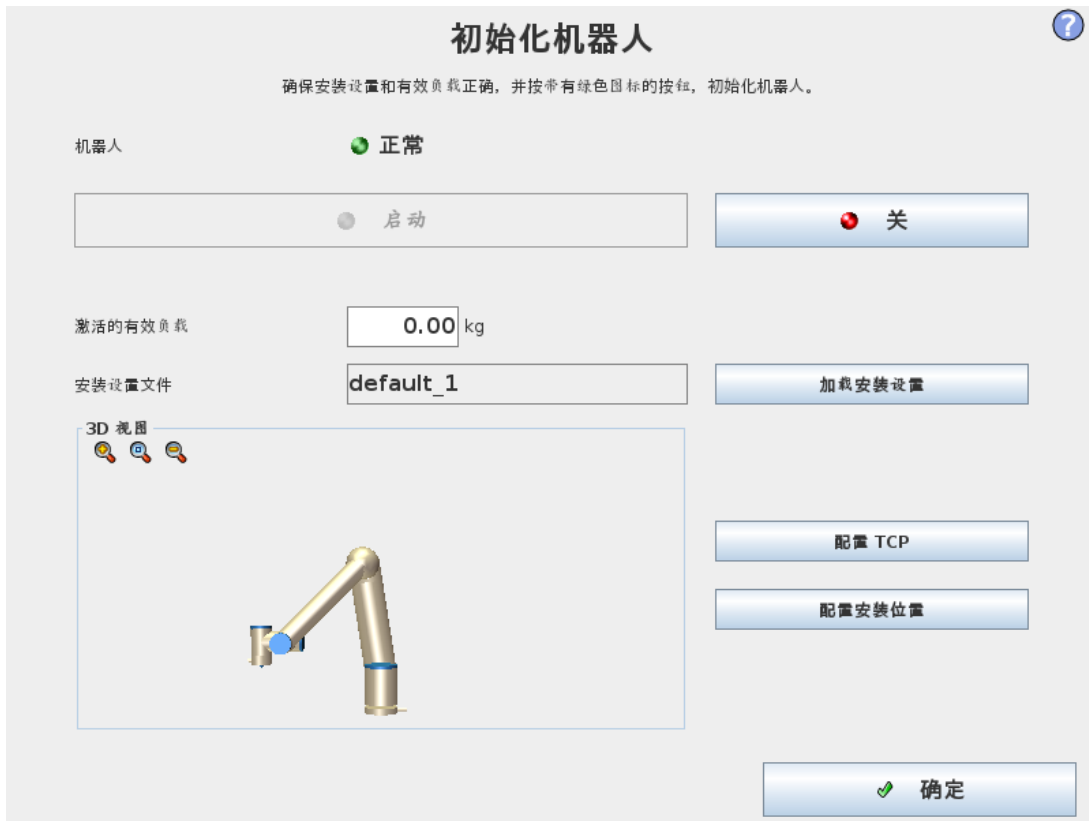 初始化机器人
?
确保安装设置和有效负载正确，并按带有绿色图标的按钮，初始化机器人。
机器人 正常
启动 关
激活的有效负载 0.00 kg
安装设置文件 default_1 加载安装设置
3D 视图
配置 TCP
配置安装位置
确定